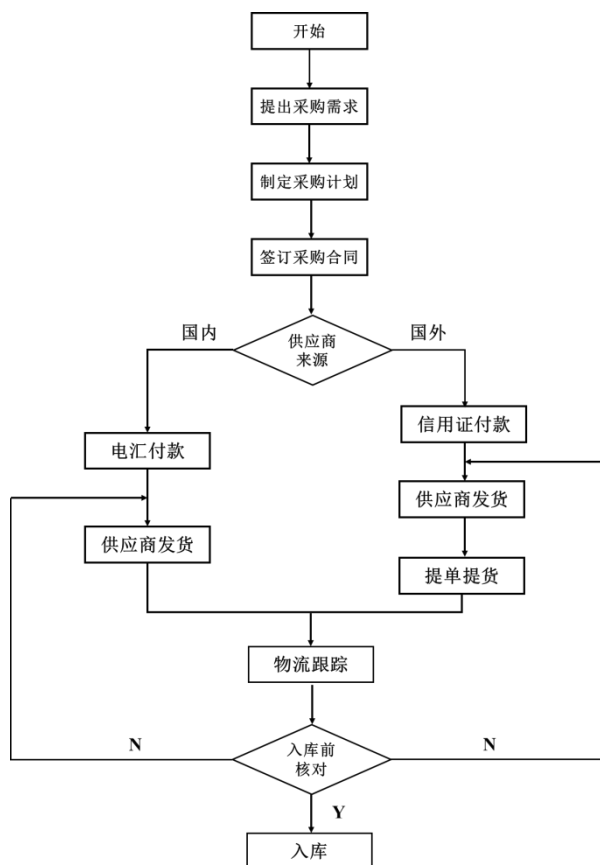 开始
提出采购需求
制定采购计划
签订采购合同
国内
供应商
来源
国外
电汇付款
信用证付款
供应商发货
供应商发货
提单提货
物流跟踪
N
入库前
核对
N
Y
入库